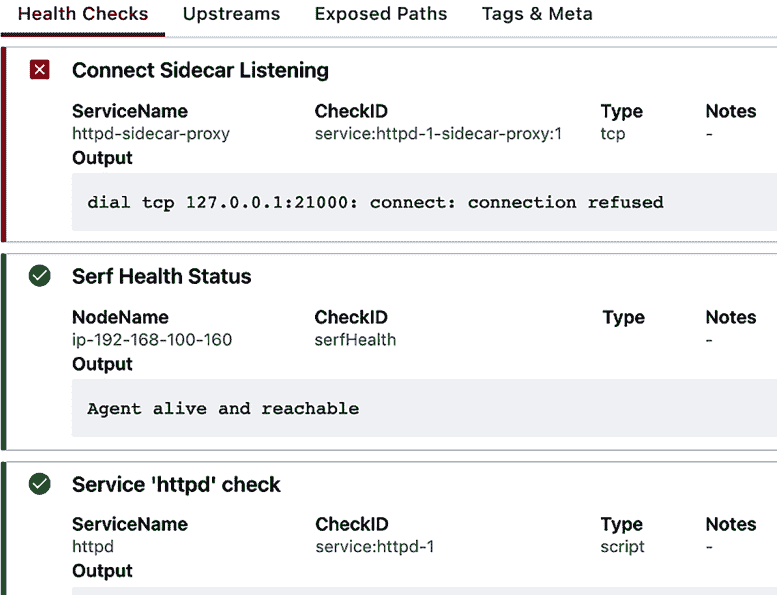 Health Checks Upstreams Exposed Paths Tags & Meta
Connect Sidecar Listening
ServiceName CheckID Type Notes
httpd-sidecar-proxy service:httpd-1-sidecar-proxy:1 tcp -
Output
dial tcp 127.0.0.1:21000: connect: connection refused
Serf Health Status
NodeName CheckID Type Notes
ip-192-168-100-160 serfHealth -
Output
Agent alive and reachable
Service 'httpd' check
ServiceName CheckID Type Notes
httpd service:httpd-1 script -
Output